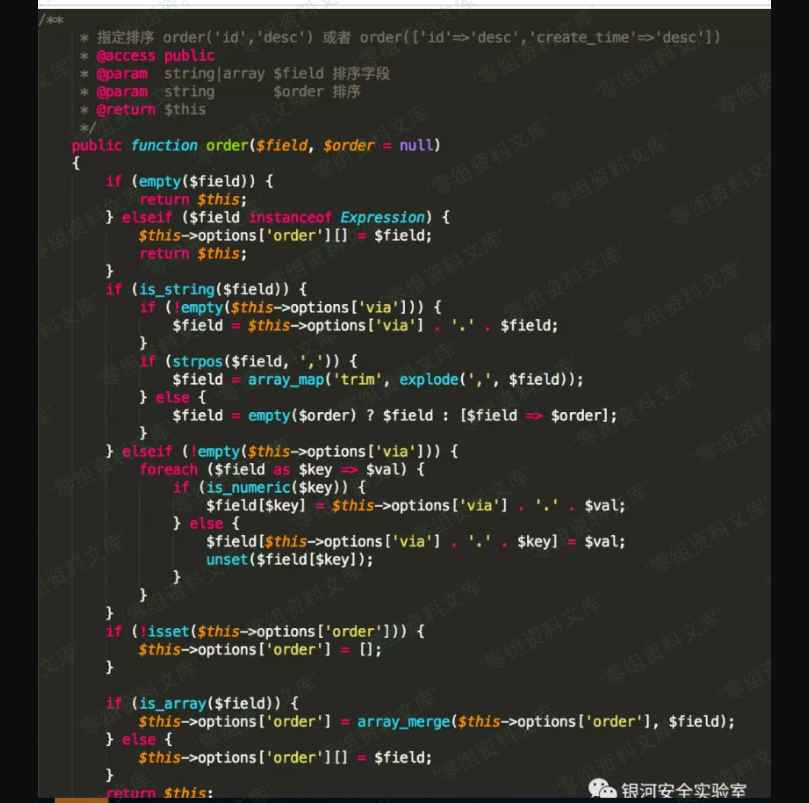 /**
* 指定排序 order('id','desc') 或者 order(['id'=>'desc','create_time'=>'desc'])
* @access public
* @param string|array $field 排序字段
* @param string $order 排序
* @return $this
*/
public function order($field, $order = null)
{
if (empty($field)) {
return $this;
} elseif ($field instanceof Expression) {
$this->options['order'][] = $field;
return $this;
}
if (is_string($field)) {
if (!empty($this->options['via'])) {
$field = $this->options['via'] . '.' . $field;
}
if (strpos($field, ',')) {
$field = array_map('trim', explode(',', $field));
} else {
$field = empty($order) ? $field : [$field => $order];
}
} elseif (!empty($this->options['via'])) {
foreach ($field as $key => $val) {
if (is_numeric($key)) {
$field[$key] = $this->options['via'] . '.' . $val;
} else {
$field[$this->options['via'] . '.' . $key] = $val;
unset($field[$key]);
}
}
}
if (!isset($this->options['order'])) {
$this->options['order'] = [];
}
if (is_array($field)) {
$this->options['order'] = array_merge($this->options['order'], $field);
} else {
$this->options['order'][] = $field;
}
return $this;
银河安全实验室
零组资料文库